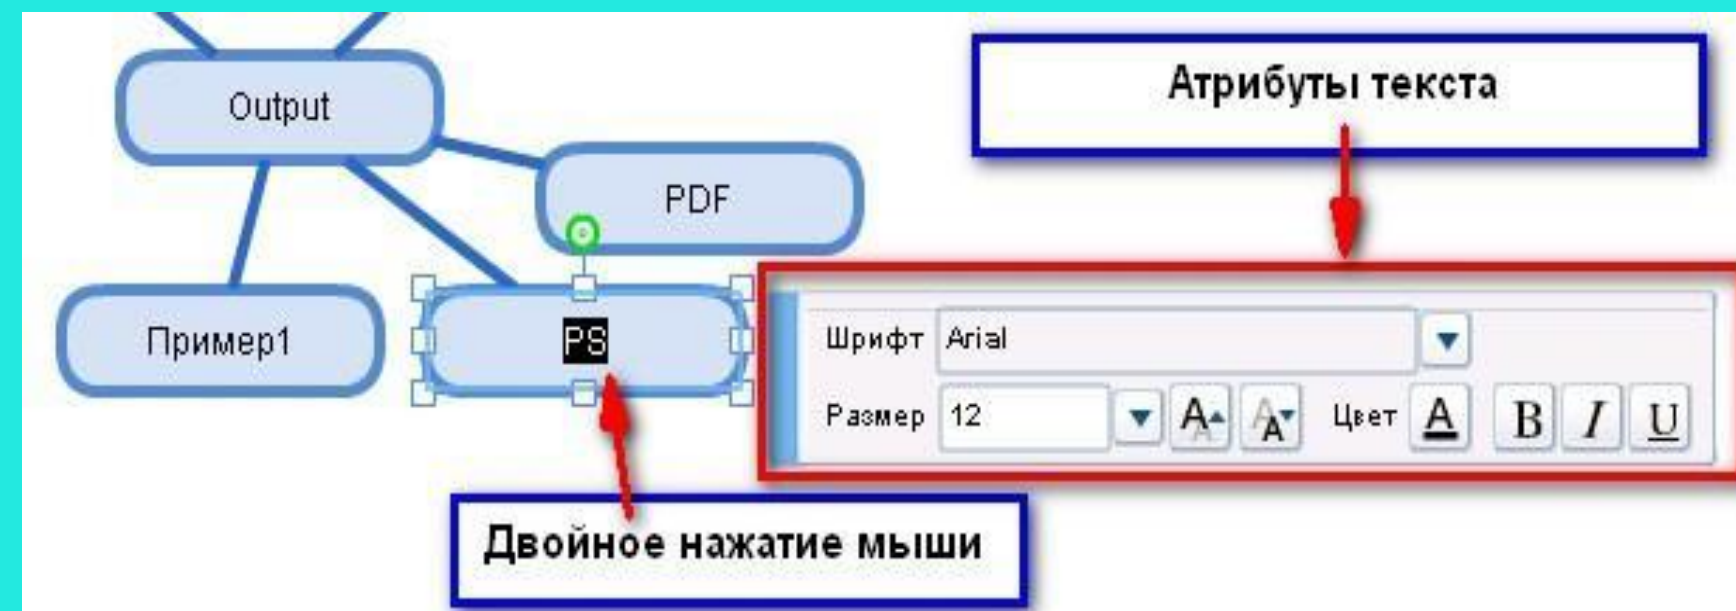 Output
Атрибуты текста
PDF
Пример1
PS
Шрифт Arial
Размер 12 A A Цвет A B I U
Двойное нажатие мыши